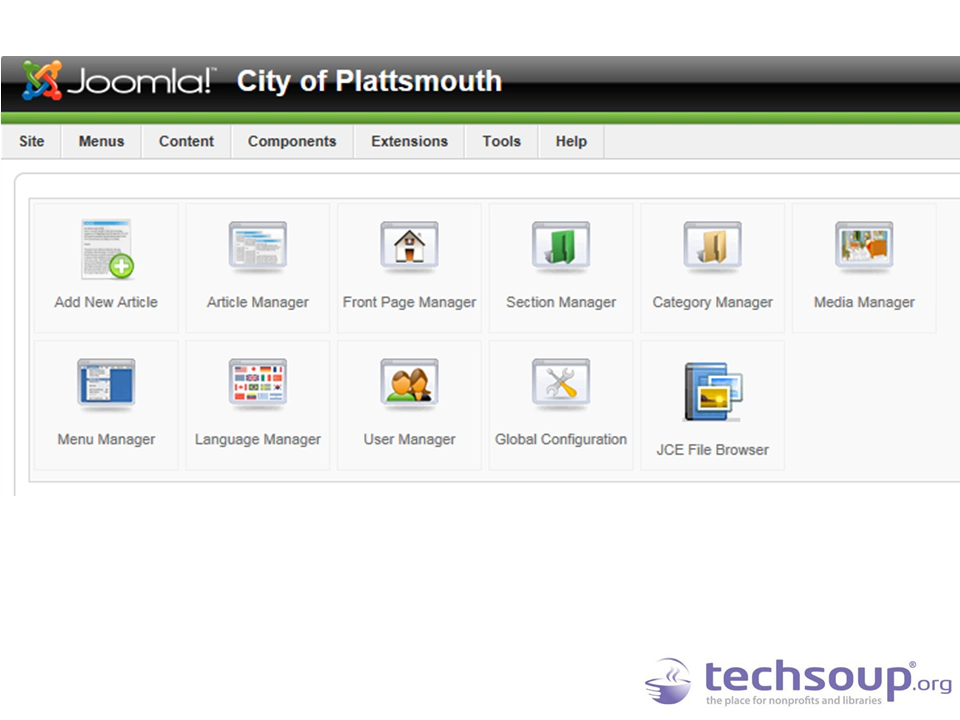 Joomla!™ City of Plattsmouth
Site Menus Content Components Extensions Tools Help
Add New Article Article Manager Front Page Manager Section Manager Category Manager Media Manager
Menu Manager Language Manager User Manager Global Configuration JCE File Browser
techsoup®.org
the place for nonprofits and libraries